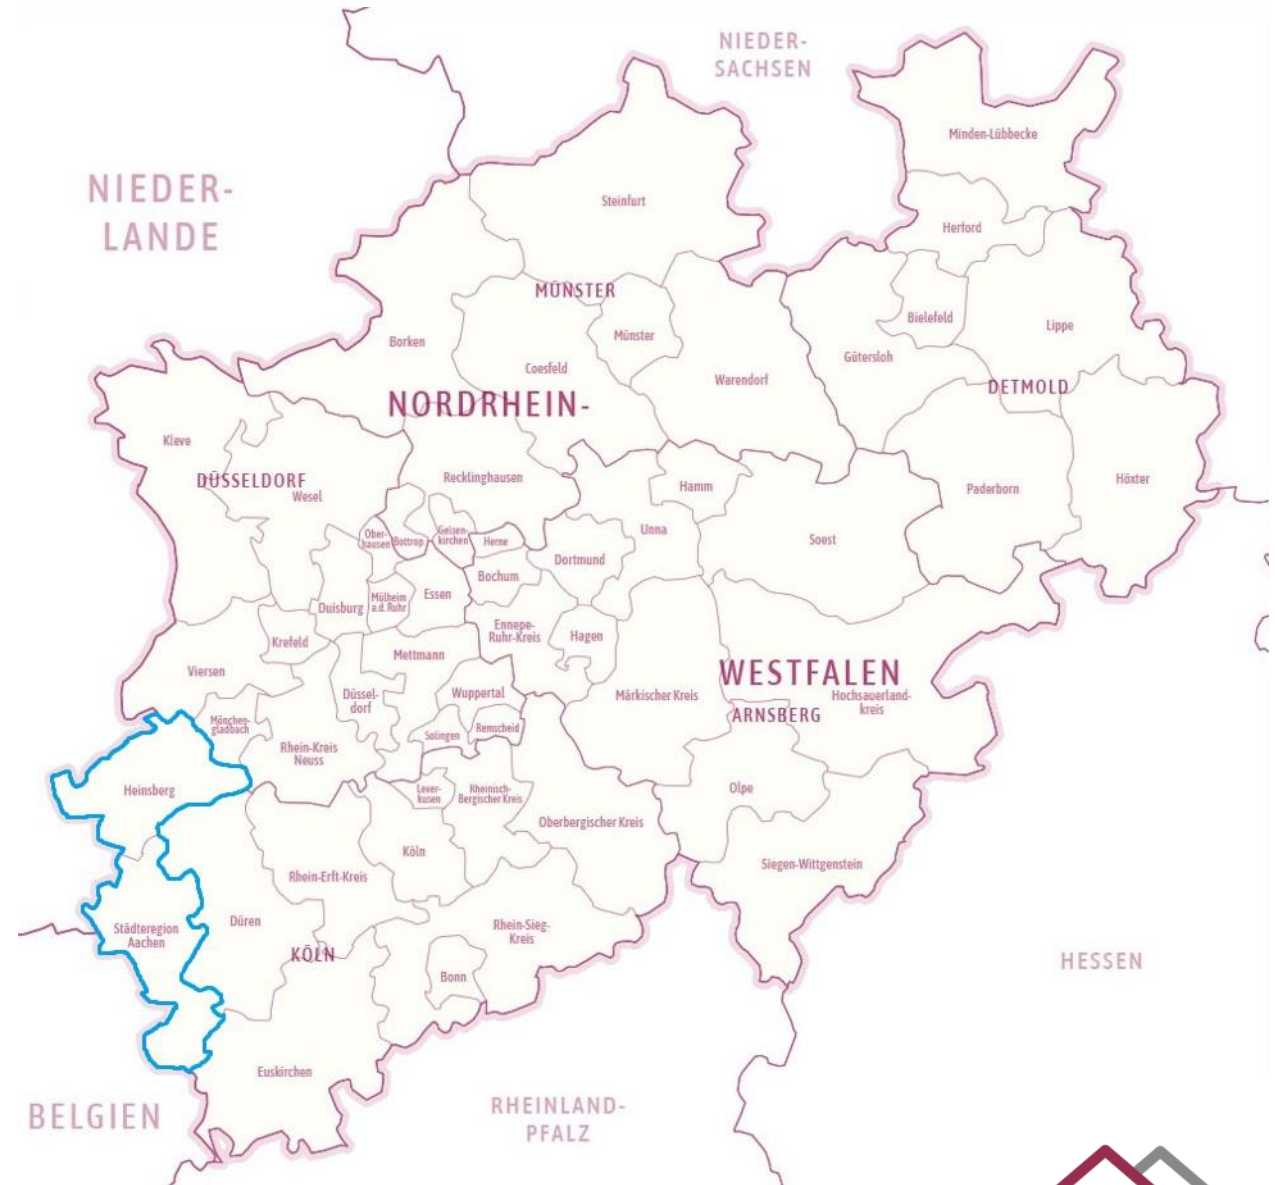 NIEDER-
SACHSEN
Minden-Lübbecke
NIEDER-
LANDE
Steinfurt
Herford
MÜNSTER
Bielefeld
Lippe
Münster
Borken
Gütersloh
Coesfeld
Warendorf
DETMOLD
NORDRHEIN-
Kleve
Recklinghausen
Höxter
DÜSSELDORF
Wesel
Hamm
Paderborn
Unna
Soest
Ober-
hausen
Bottrop
Gelsen-
kirchen
Herne
Dortmund
Bochum
Essen
Mülheim
a.d. Ruhr
Duisburg
Ennepe-
Ruhr-Kreis
Hagen
Krefeld
Mettmann
Viersen
WESTFALEN
Düssel-
dorf
Wuppertal
Märkischer Kreis
Hochsauerland-
kreis
ARNSBERG
Mönchen-
gladbach
Solingen
Remscheid
Rhein-Kreis
Neuss
Heinsberg
Lever-
kusen
Rheinisch-
Bergischer Kreis
Olpe
Oberbergischer Kreis
Köln
Siegen-Wittgenstein
Rhein-Erft-Kreis
Düren
Städteregion
Aachen
Rhein-Sieg-
Kreis
KÖLN
Bonn
HESSEN
Euskirchen
BELGIEN
RHEINLAND-
PFALZ